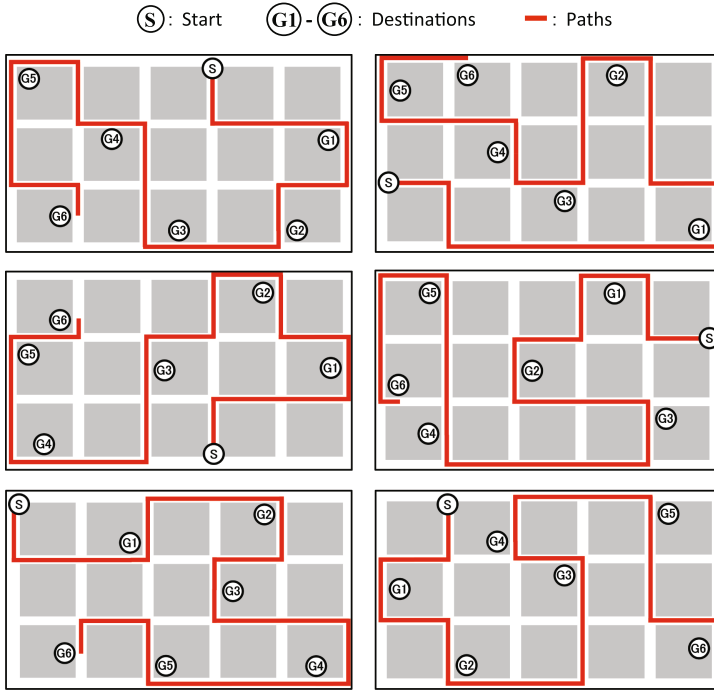 S : Start G1 - G6 : Destinations : Paths
G5 S G4 G1 G6 G3 G2
G6 G2 G5 G4 S G3 G1
G2 G6 G5 G3 G1 G4 S
G5 G1 S G2 G6 G3 G4
S G2 G1 G3 G6 G5 G4
S G5 G4 G3 G1 G6 G2